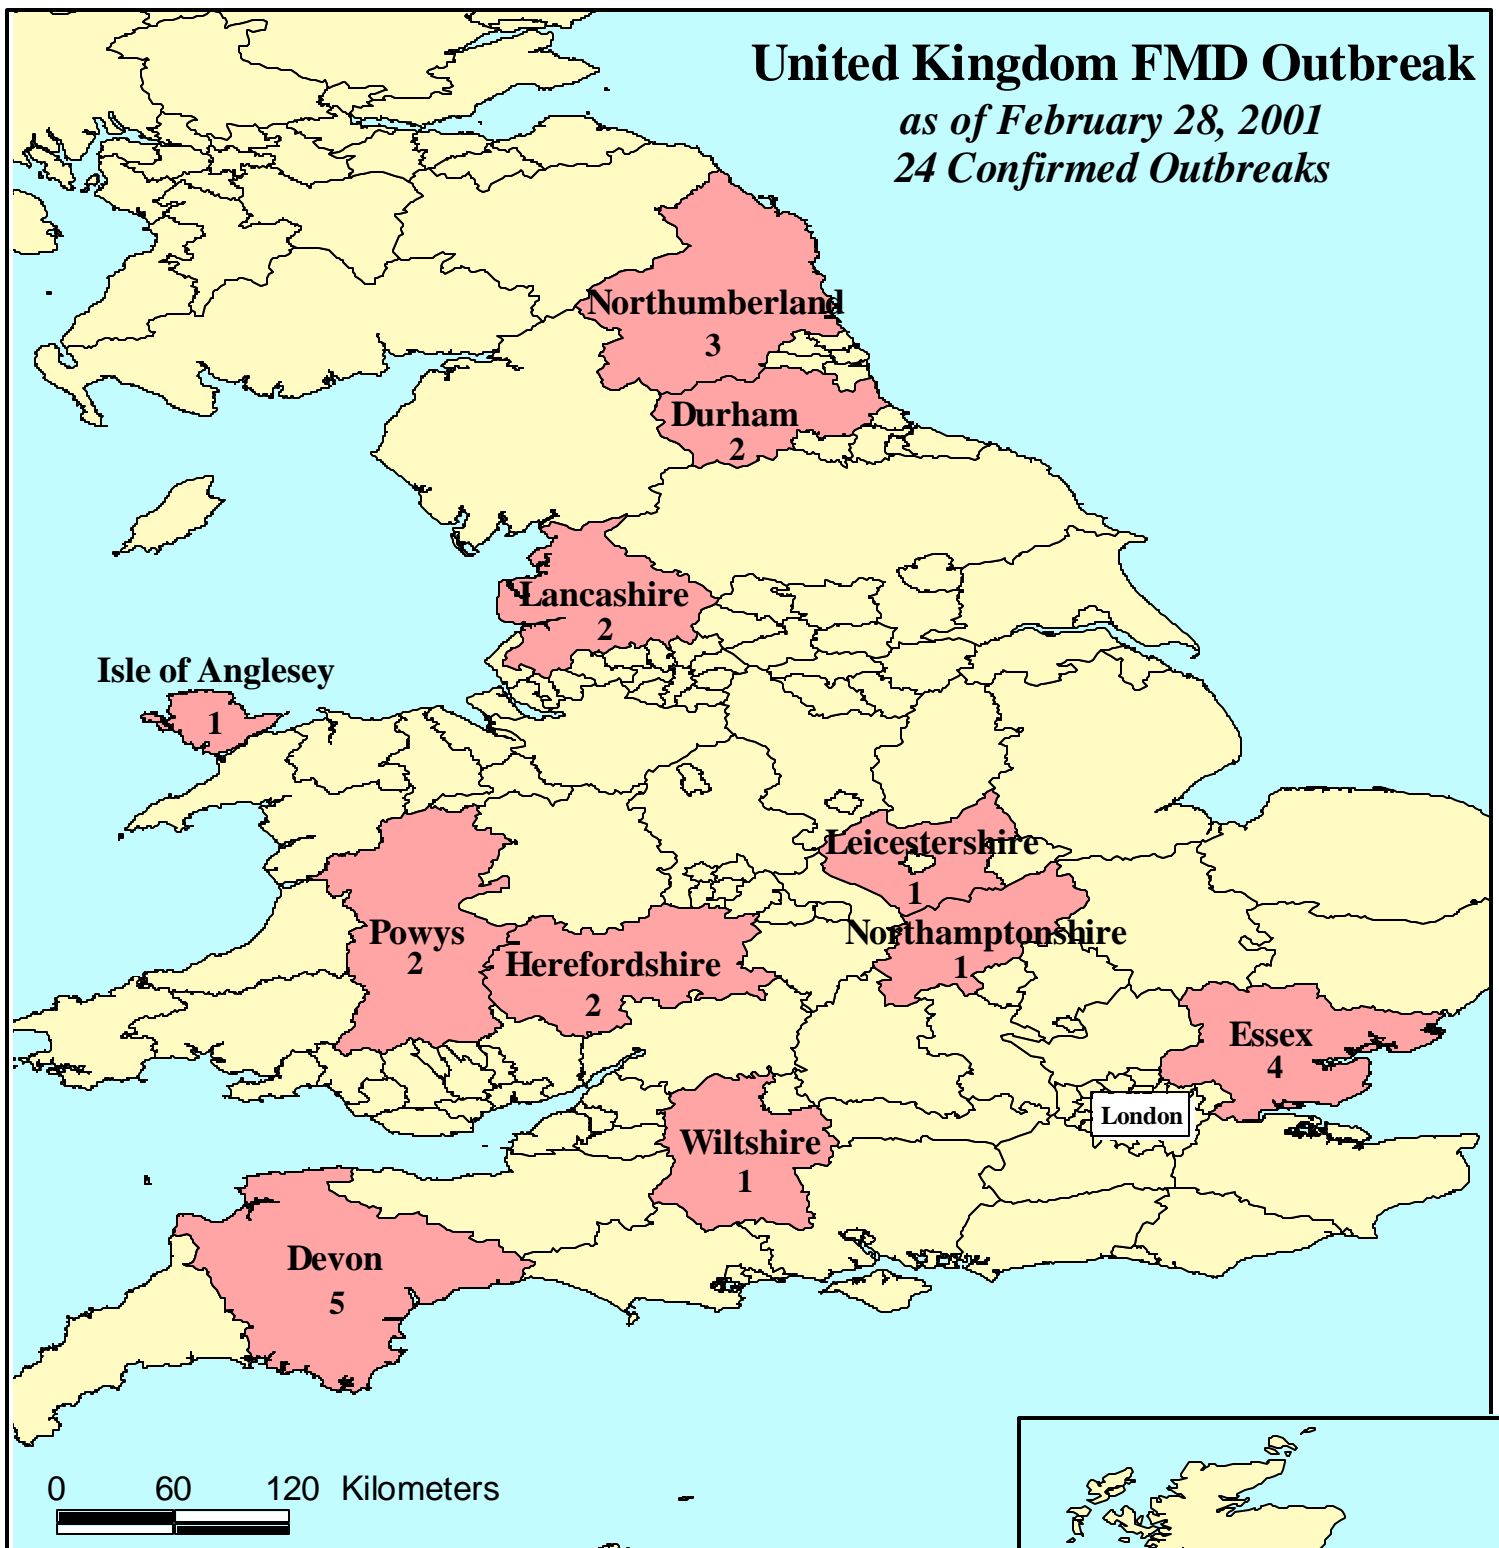 United Kingdom FMD Outbreak
as of February 28, 2001
24 Confirmed Outbreaks
Northumberland
3
Durham
2
Lancashire
2
Isle of Anglesey
1
Leicestershire
1
Powys
2
Northamptonshire
1
Herefordshire
2
Essex
4
London
Wiltshire
1
Devon
5
0 60 120 Kilometers